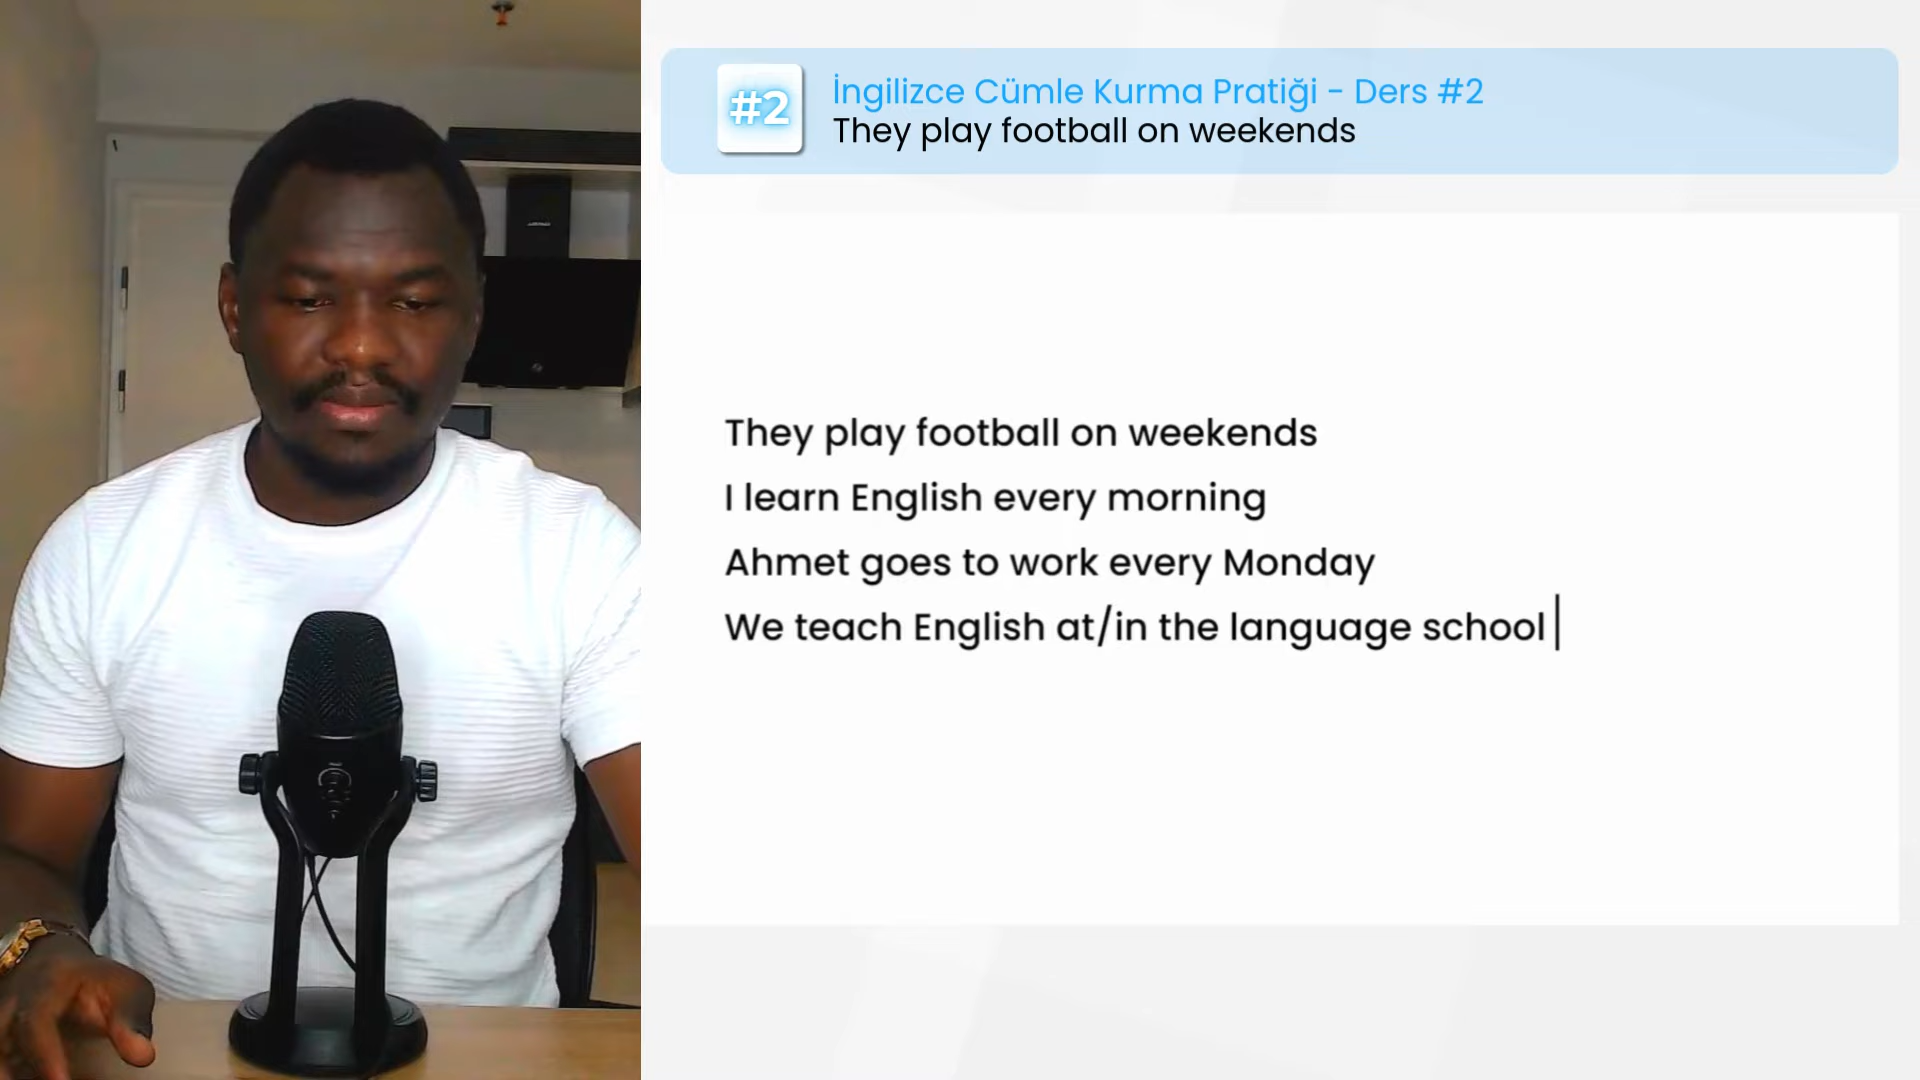 #2
İngilizce Cümle Kurma Pratiği - Ders #2
They play football on weekends
They play football on weekends
I learn English every morning
Ahmet goes to work every Monday
We teach English at/in the language school